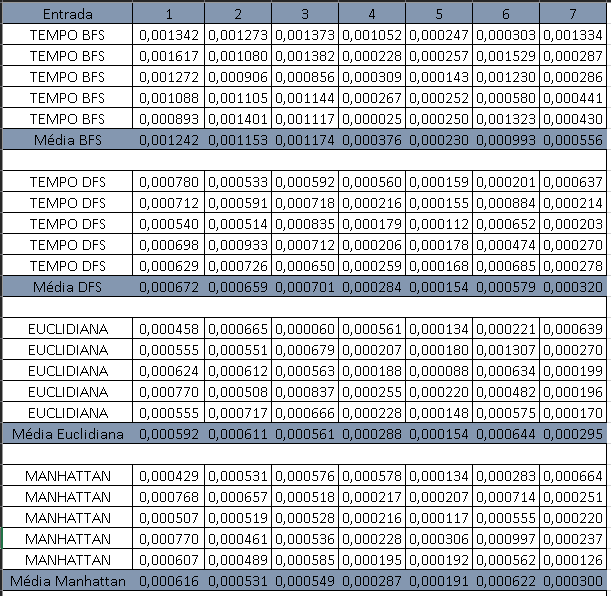 Entrada 1 2 3 4 5 6 7
TEMPO BFS 0,001342 0,001273 0,001373 0,001052 0,000247 0,000303 0,001334
TEMPO BFS 0,001617 0,001080 0,001382 0,000228 0,000257 0,001529 0,000287
TEMPO BFS 0,001272 0,000906 0,000856 0,000309 0,000143 0,001230 0,000286
TEMPO BFS 0,001088 0,001105 0,001144 0,000267 0,000252 0,000580 0,000441
TEMPO BFS 0,000893 0,001401 0,001117 0,000025 0,000250 0,001323 0,000430
Média BFS 0,001242 0,001153 0,001174 0,000376 0,000230 0,000993 0,000556
TEMPO DFS 0,000780 0,000533 0,000592 0,000560 0,000159 0,000201 0,000637
TEMPO DFS 0,000712 0,000591 0,000718 0,000216 0,000155 0,000884 0,000214
TEMPO DFS 0,000540 0,000514 0,000835 0,000179 0,000112 0,000652 0,000203
TEMPO DFS 0,000698 0,000933 0,000712 0,000206 0,000178 0,000474 0,000270
TEMPO DFS 0,000629 0,000726 0,000650 0,000259 0,000168 0,000685 0,000278
Média DFS 0,000672 0,000659 0,000701 0,000284 0,000154 0,000579 0,000320
EUCLIDIANA 0,000458 0,000665 0,000060 0,000561 0,000134 0,000221 0,000639
EUCLIDIANA 0,000555 0,000551 0,000679 0,000207 0,000180 0,001307 0,000270
EUCLIDIANA 0,000624 0,000612 0,000563 0,000188 0,000088 0,000634 0,000199
EUCLIDIANA 0,000770 0,000508 0,000837 0,000255 0,000220 0,000482 0,000196
EUCLIDIANA 0,000555 0,000717 0,000666 0,000228 0,000148 0,000575 0,000170
Média Euclidiana 0,000592 0,000611 0,000561 0,000288 0,000154 0,000644 0,000295
MANHATTAN 0,000429 0,000531 0,000576 0,000578 0,000134 0,000283 0,000664
MANHATTAN 0,000768 0,000657 0,000518 0,000217 0,000207 0,000714 0,000251
MANHATTAN 0,000507 0,000519 0,000528 0,000216 0,000117 0,000555 0,000220
MANHATTAN 0,000770 0,000461 0,000536 0,000228 0,000306 0,000997 0,000237
MANHATTAN 0,000607 0,000489 0,000585 0,000195 0,000192 0,000562 0,000126
Média Manhattan 0,000616 0,000531 0,000549 0,000287 0,000191 0,000622 0,000300